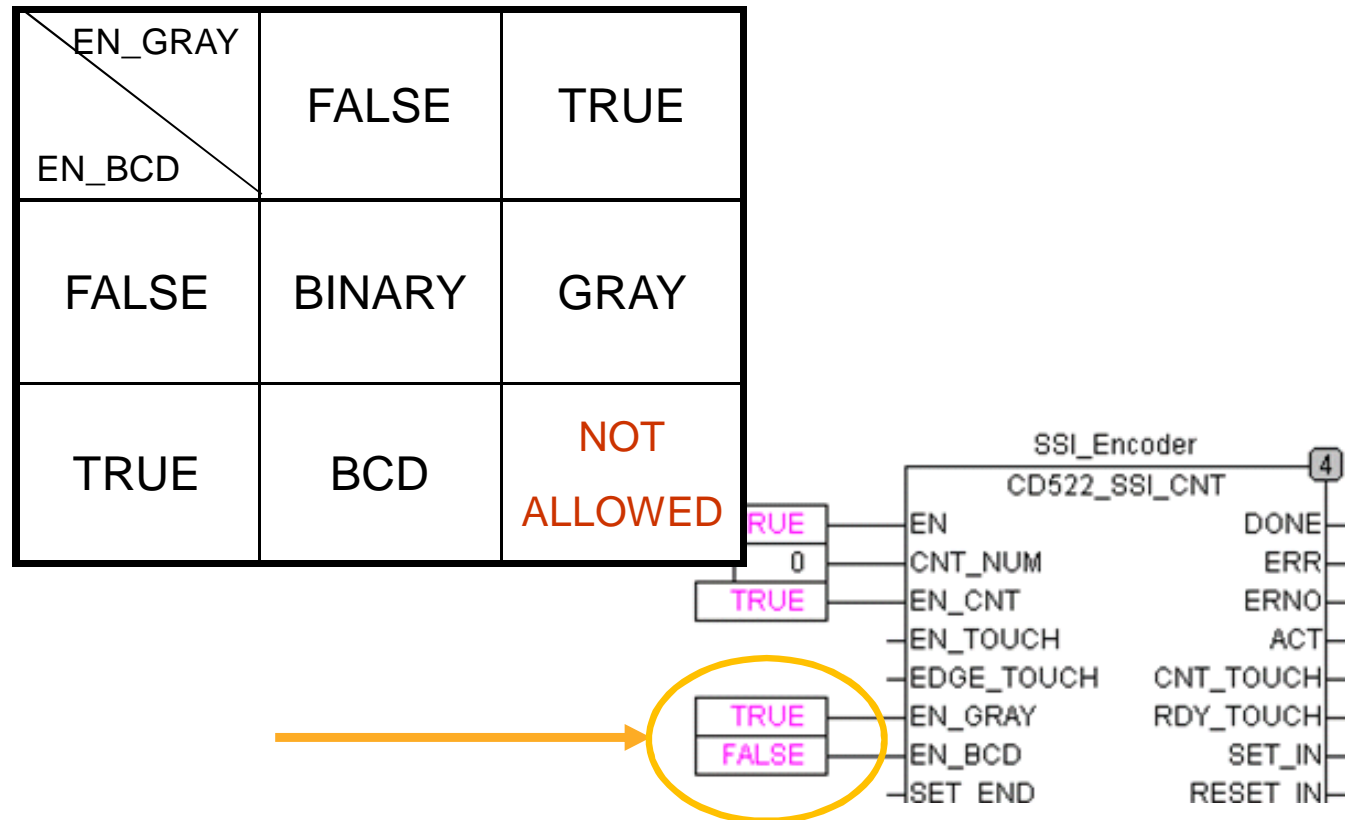 EN_GRAY
EN_BCD
FALSE TRUE
FALSE BINARY GRAY
TRUE BCD NOT
ALLOWED
SSI_Encoder
4
CD522_SSI_CNT
RUE EN DONE
0 CNT_NUM ERR
TRUE EN_CNT ERNO
EN_TOUCH ACT
EDGE_TOUCH CNT_TOUCH
TRUE EN_GRAY RDY_TOUCH
FALSE EN_BCD SET_IN
SET_END RESET_IN